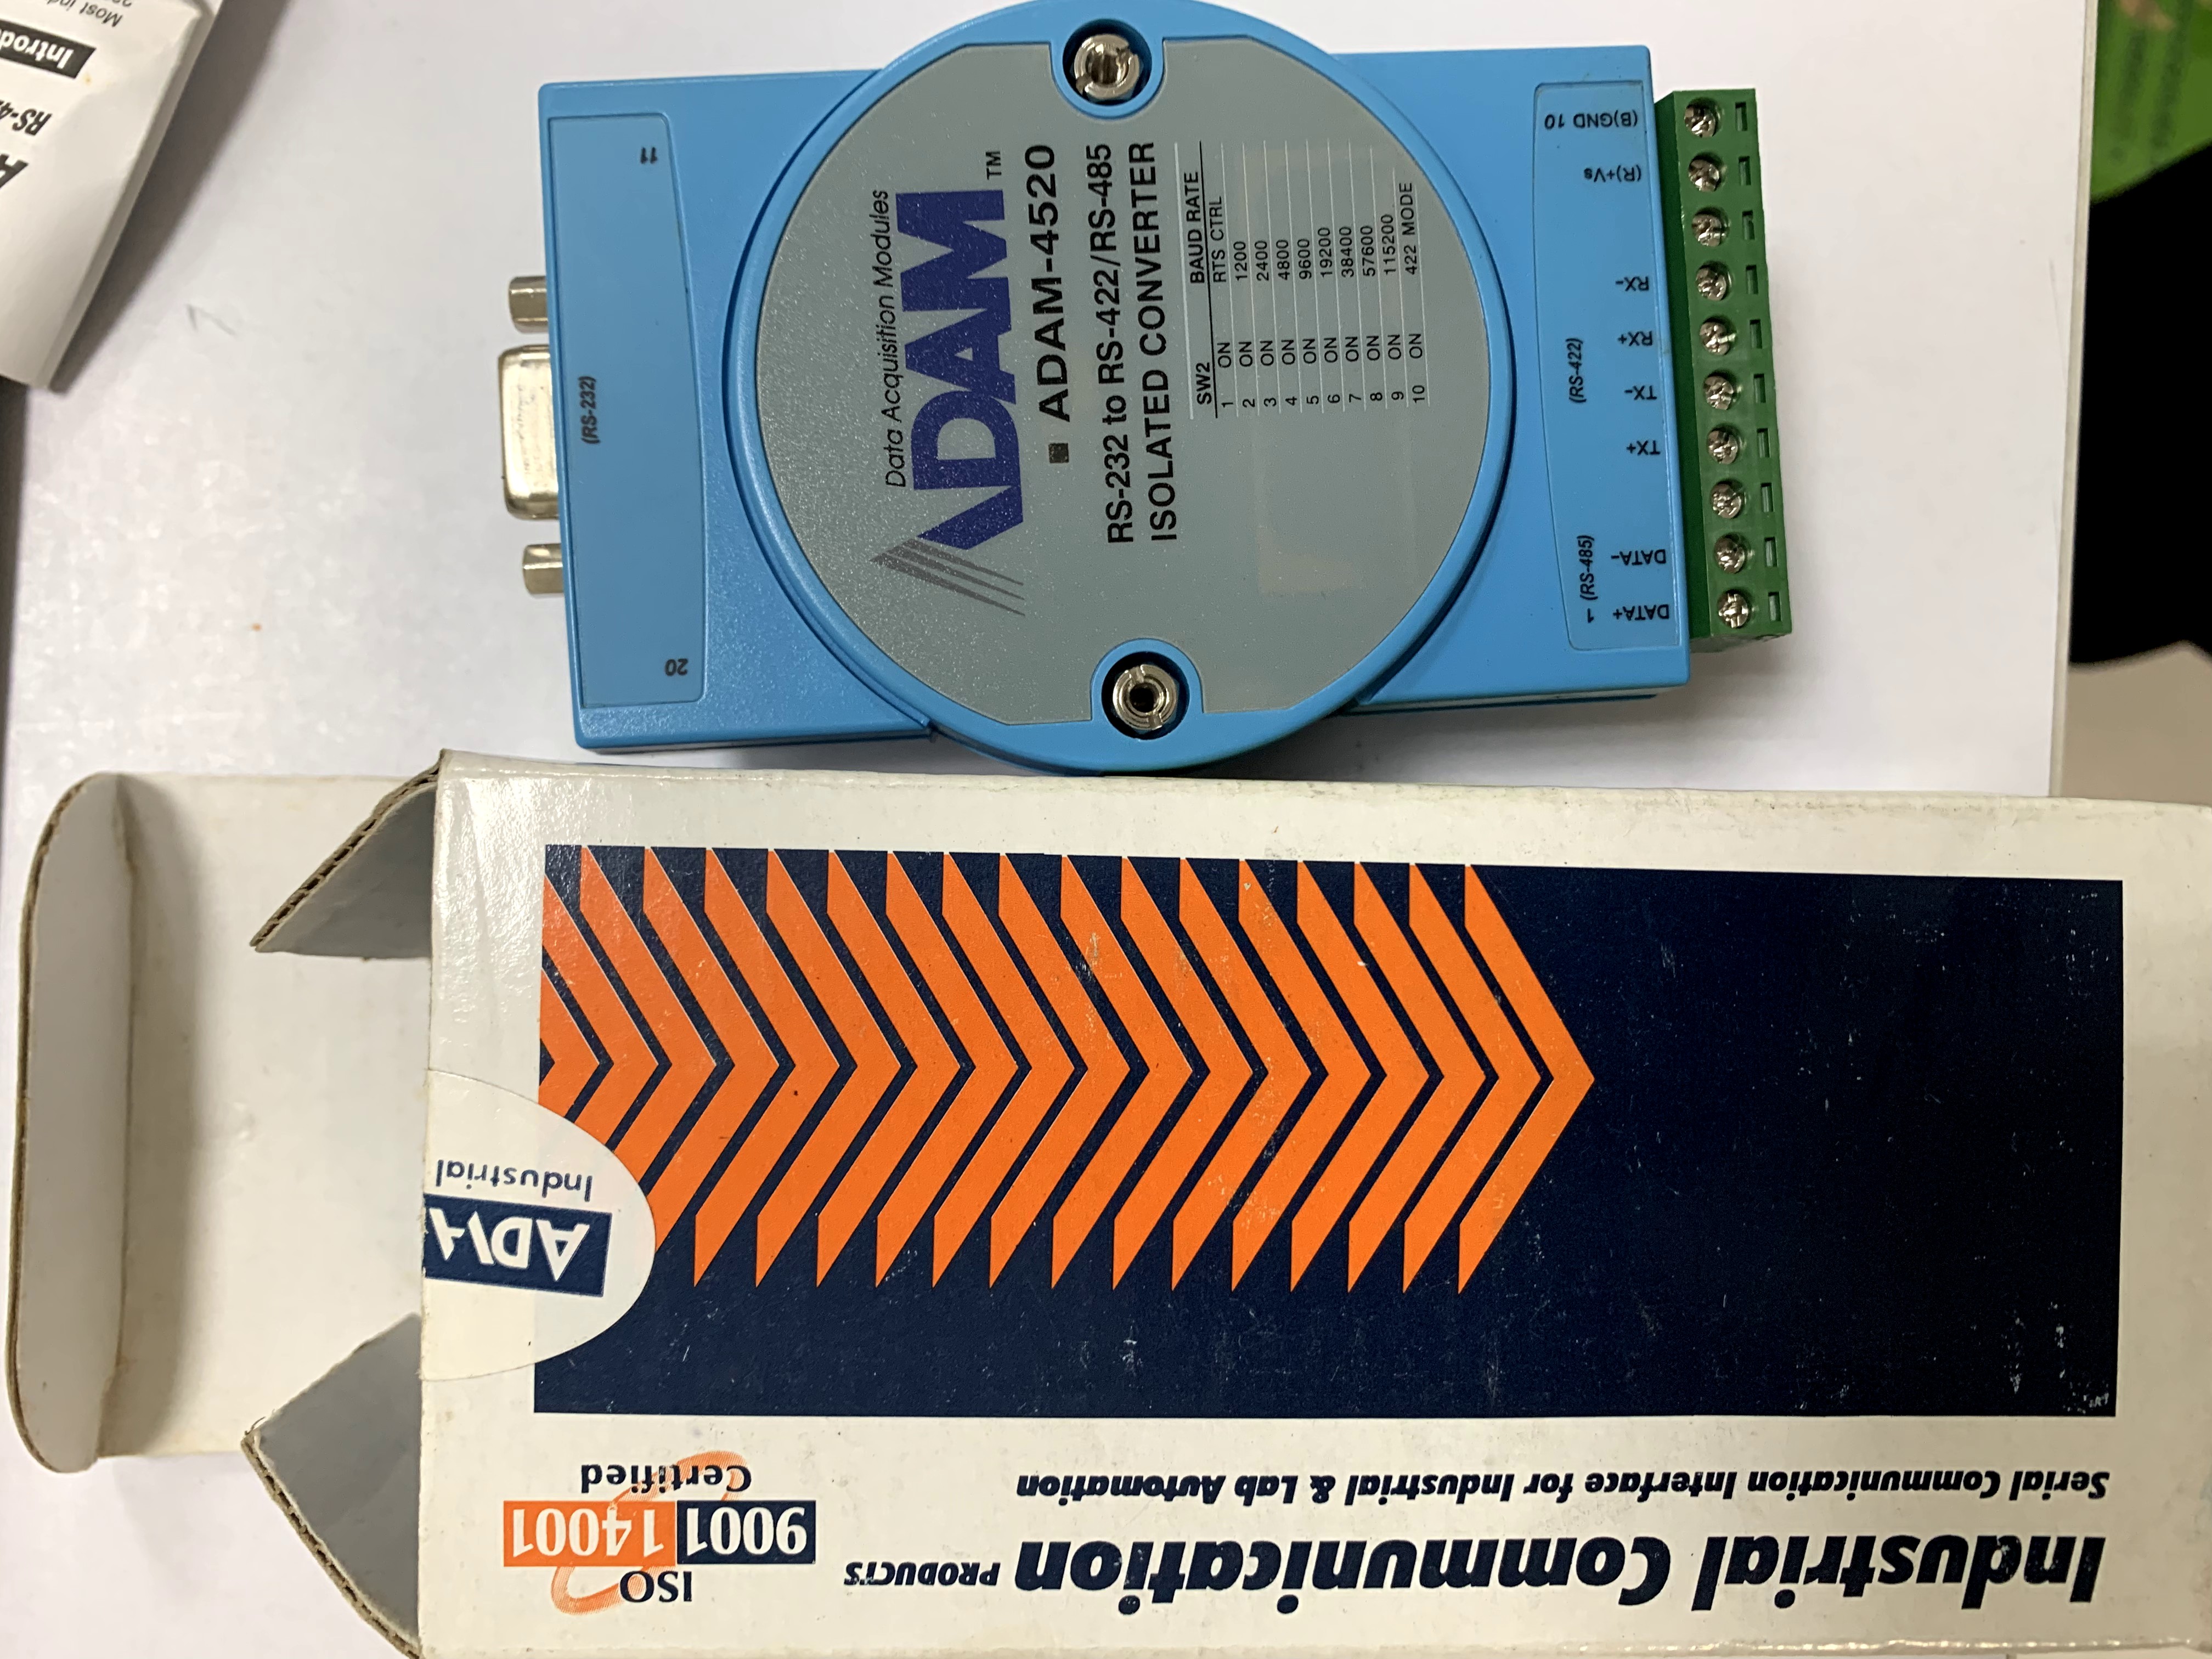 Data Acquisition Modules
ADAM™
ADAM-4520
RS-232 to RS-422/RS-485
ISOLATED CONVERTER
SW2 BAUD RATE
1 ON RTS CTRL
2 ON 1200
3 ON 2400
4 ON 4800
5 ON 9600
6 ON 19200
7 ON 38400
8 ON 57600
9 ON 115200
10 ON 422 MODE
11
(RS-232)
20
(B)GND 10
(R)+Vs
RX-
RX+
(RS-422)
TX-
TX+
DATA-
(RS-485)
DATA+
1
Industrial Communication PRODUCTS
Serial Communication Interface for Industrial & Lab Automation
ISO
9001 14001
Certified
ADVA
Industrial
RS-4
Introd
Most ind